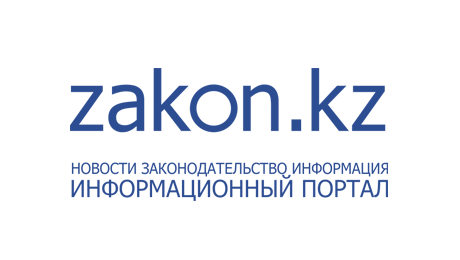 zakon.kz
НОВОСТИ ЗАКОНОДАТЕЛЬСТВО ИНФОРМАЦИЯ
ИНФОРМАЦИОННЫЙ ПОРТАЛ